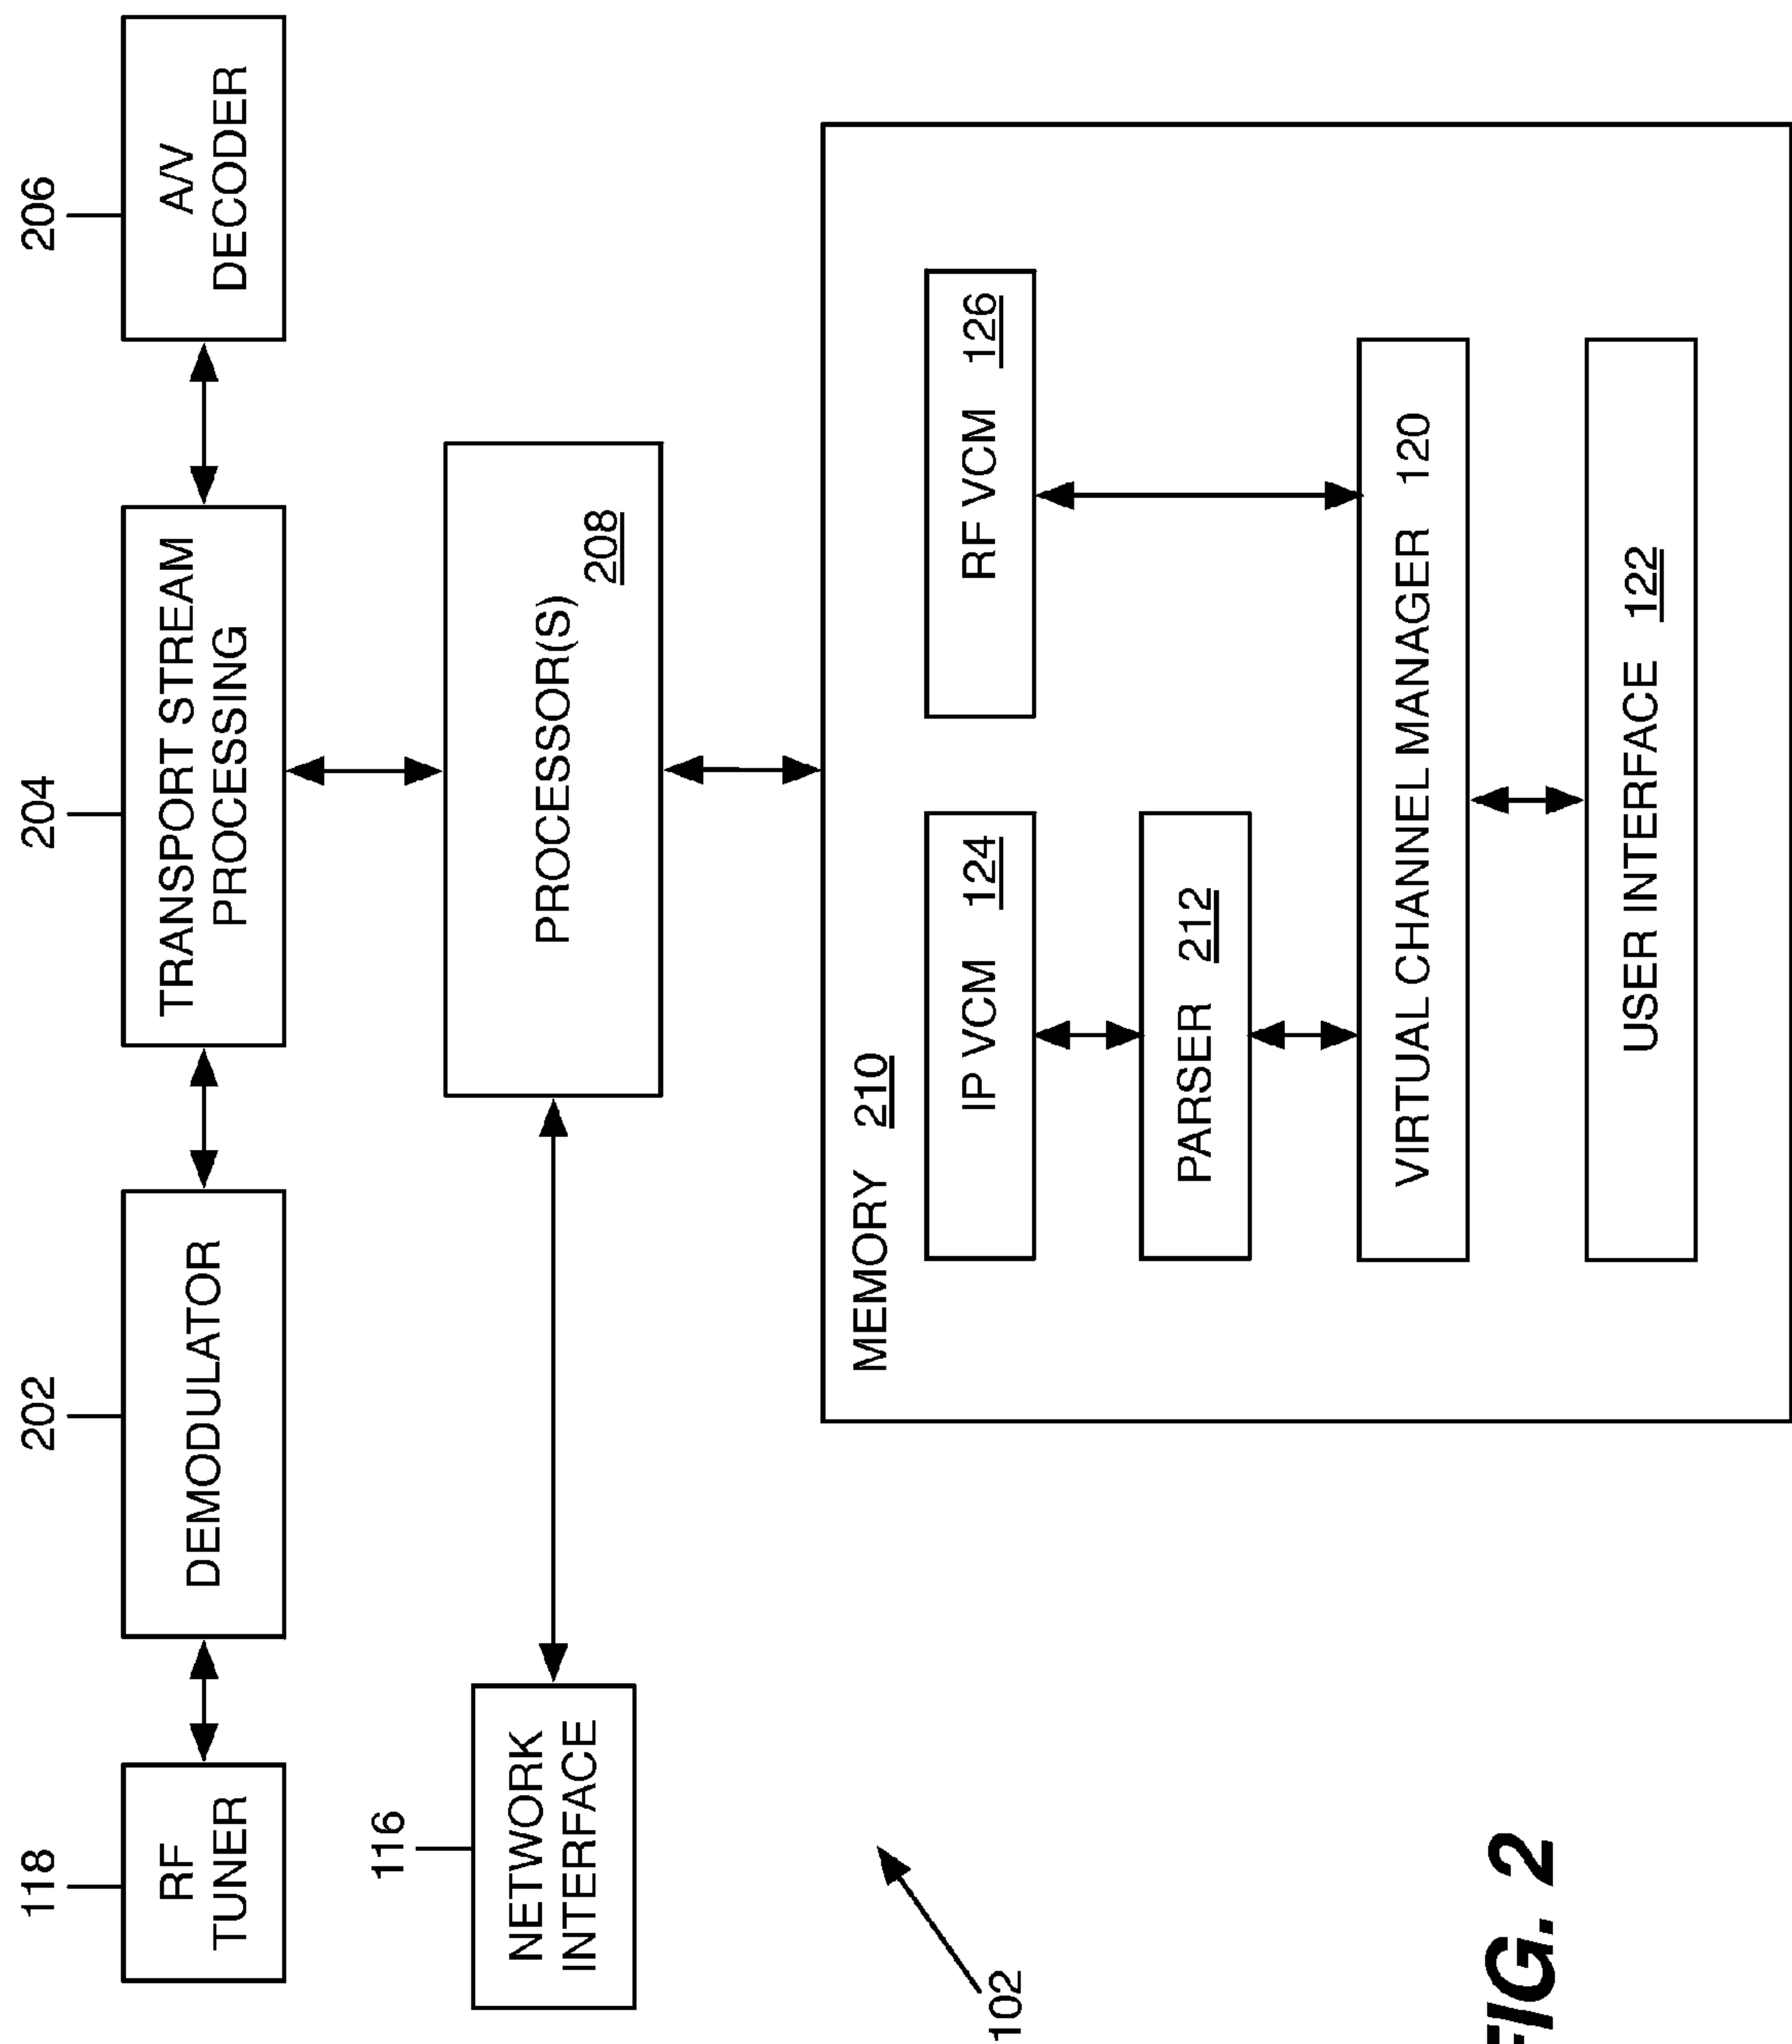 118
202
204
206
RF
TUNER
DEMODULATOR
TRANSPORT STREAM
PROCESSING
A/V
DECODER
116
NETWORK
INTERFACE
PROCESSOR(S)
208
102
MEMORY 210
IP VCM 124
RF VCM 126
PARSER 212
VIRTUAL CHANNEL MANAGER 120
USER INTERFACE 122
FIG. 2